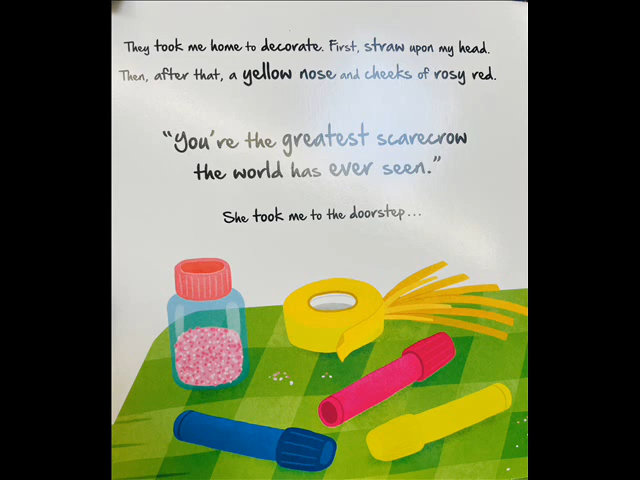 They took me home to decorate. First, straw upon my head.
Then, after that, a yellow nose and cheeks of rosy red.
"You're the greatest scarecrow
the world has ever seen."
She took me to the doorstep...